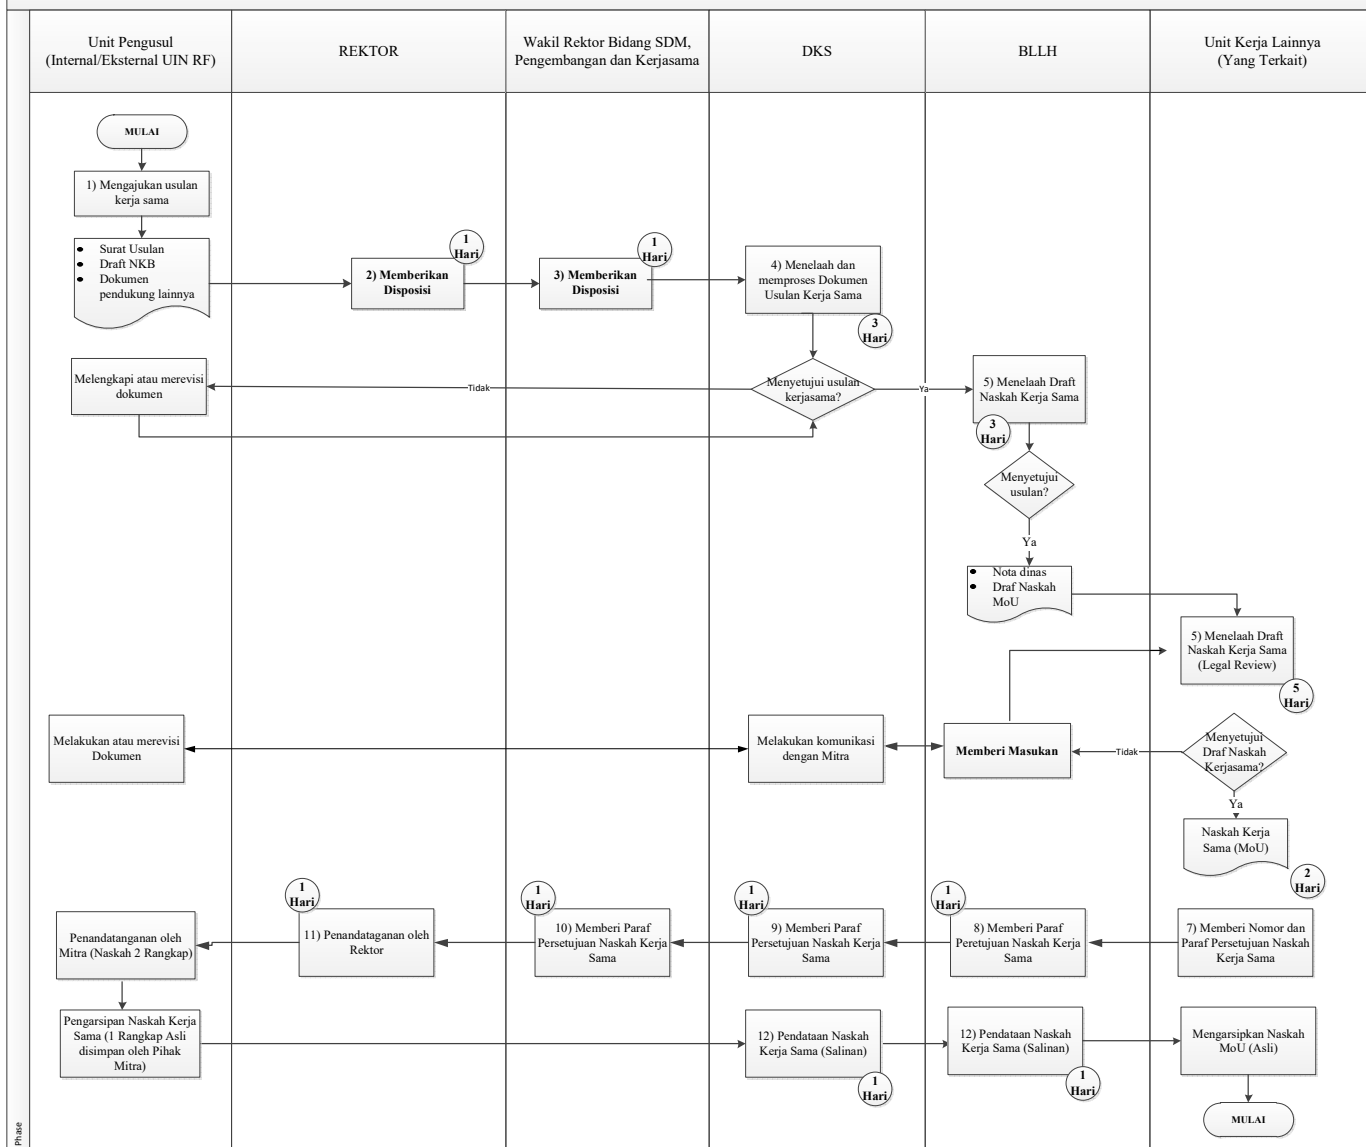 Unit Pengusul
(Internal/Eksternal UIN RF)
REKTOR
Wakil Rektor Bidang SDM,
Pengembangan dan Kerjasama
DKS
BLLH
Unit Kerja Lainnya
(Yang Terkait)
MULAI
1) Mengajukan usulan
kerja sama
Surat Usulan
Draft NKB
Dokumen
pendukung lainnya
1
Hari
2) Memberikan
Disposisi
1
Hari
3) Memberikan
Disposisi
4) Menelaah dan
memproses Dokumen
Usulan Kerja Sama
3
Hari
Melengkapi atau merevisi
dokumen
Tidak
Menyetujui usulan
kerjasama?
Ya
5) Menelaah Draft
Naskah Kerja Sama
3
Hari
Menyetujui
usulan?
Ya
Nota dinas
Draf Naskah
MoU
5) Menelaah Draft
Naskah Kerja Sama
(Legal Review)
5
Hari
Melakukan atau merevisi
Dokumen
Melakukan komunikasi
dengan Mitra
Memberi Masukan
Tidak
Menyetujui
Draf Naskah
Kerjasama?
Ya
Naskah Kerja
Sama (MoU)
2
Hari
Penandatanganan oleh
Mitra (Naskah 2 Rangkap)
1
Hari
11) Penandataganan oleh
Rektor
1
Hari
10) Memberi Paraf
Persetujuan Naskah Kerja
Sama
1
Hari
9) Memberi Paraf
Persetujuan Naskah Kerja
Sama
1
Hari
8) Memberi Paraf
Peretujuan Naskah Kerja
Sama
7) Memberi Nomor dan
Paraf Persetujuan Naskah
Kerja Sama
Pengarsipan Naskah Kerja
Sama (1 Rangkap Asli
disimpan oleh Pihak
Mitra)
12) Pendataan Naskah
Kerja Sama (Salinan)
1
Hari
12) Pendataan Naskah
Kerja Sama (Salinan)
1
Hari
Mengarsipkan Naskah
MoU (Asli)
MULAI
Phase